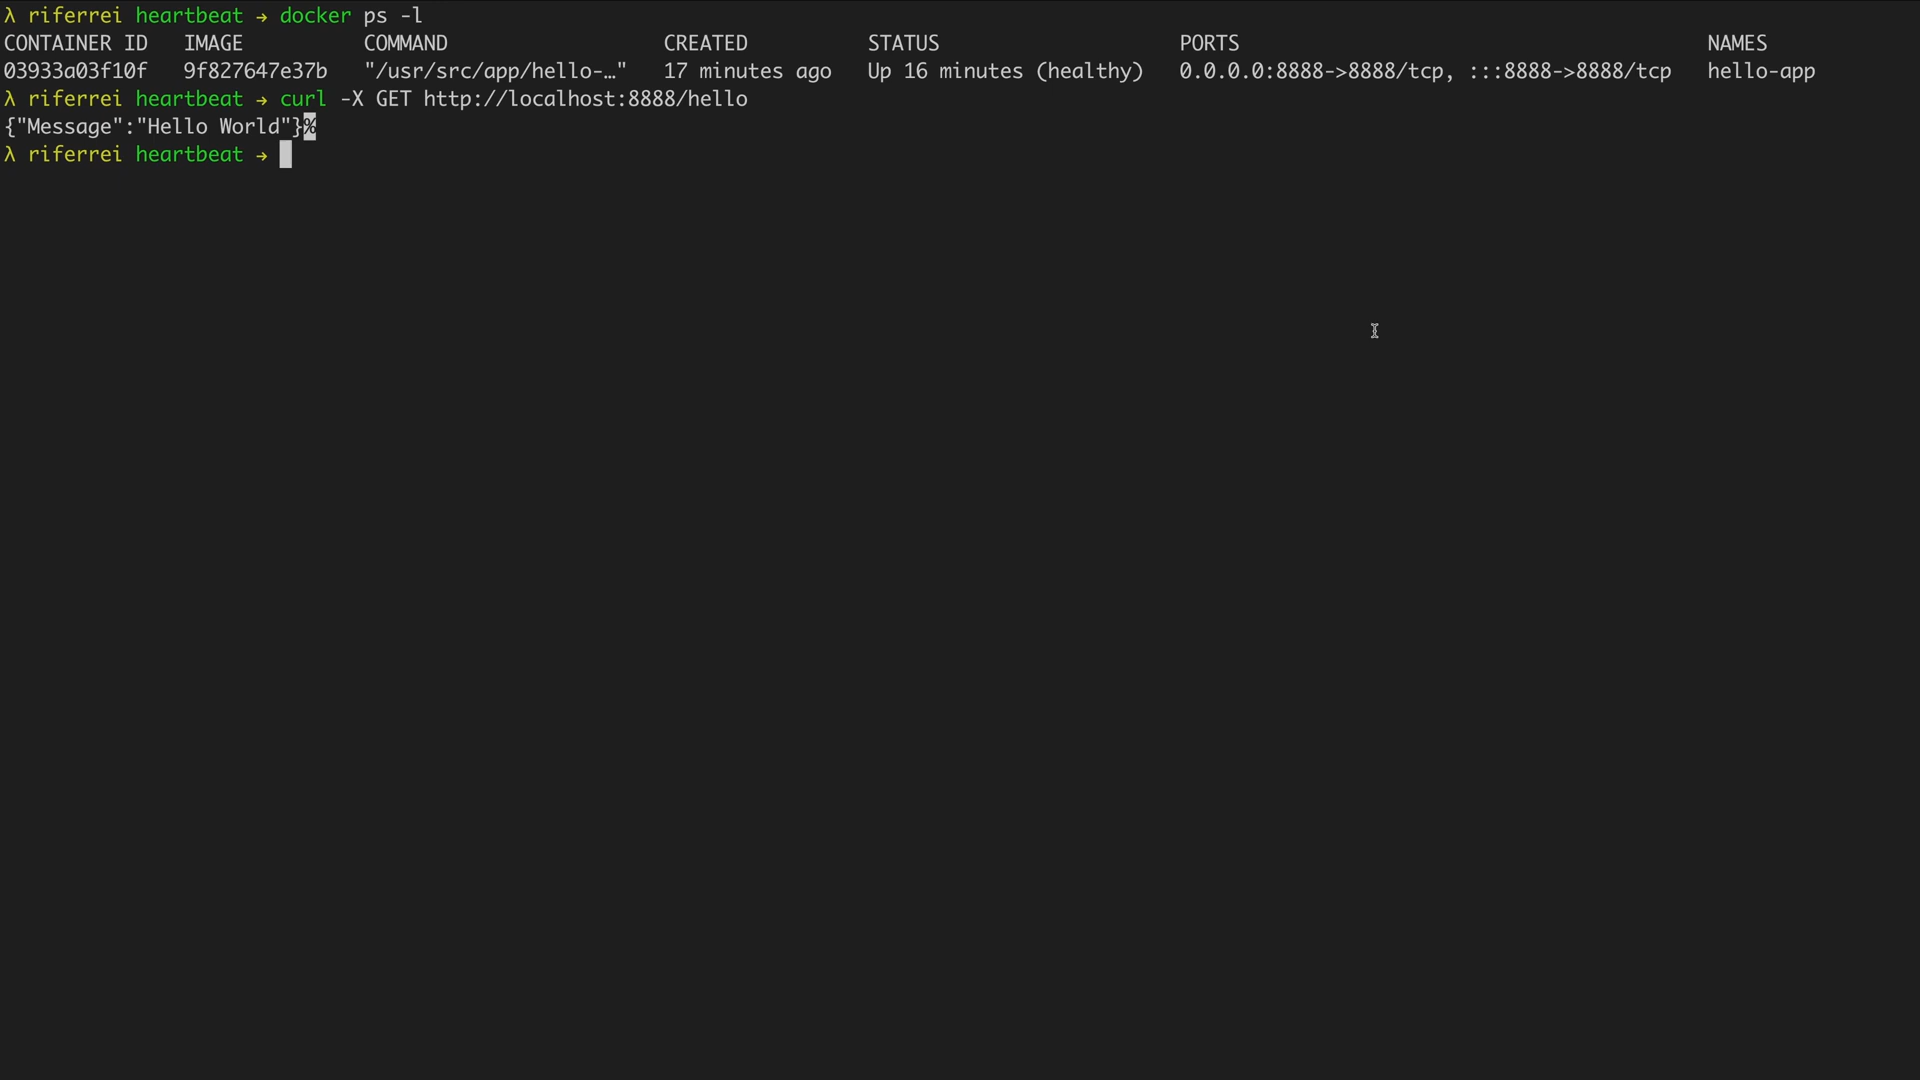 λ riferrei heartbeat → docker ps -l
CONTAINER ID   IMAGE          COMMAND                  CREATED          STATUS                    PORTS                                       NAMES
03933a03f10f   9f827647e37b   "/usr/src/app/hello-…"   17 minutes ago   Up 16 minutes (healthy)   0.0.0.0:8888->8888/tcp, :::8888->8888/tcp   hello-app
λ riferrei heartbeat → curl -X GET http://localhost:8888/hello
{"Message":"Hello World"}%
λ riferrei heartbeat →